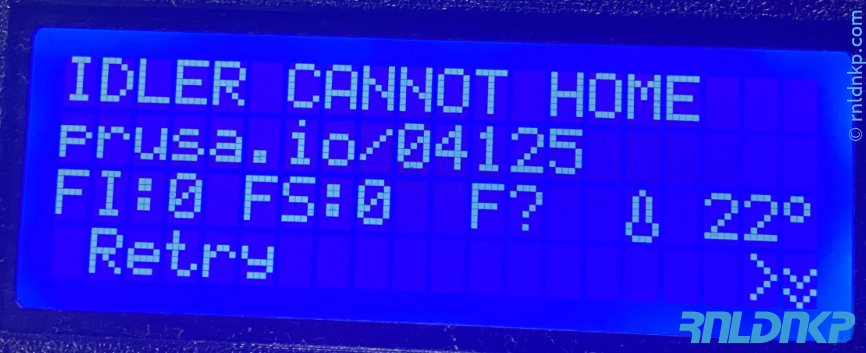 IDLER CANNOT HOME
prusa.io/04125
FI:0 FS:0 F? 22°
Retry >
© rnldnkp.com
RNLDNKP